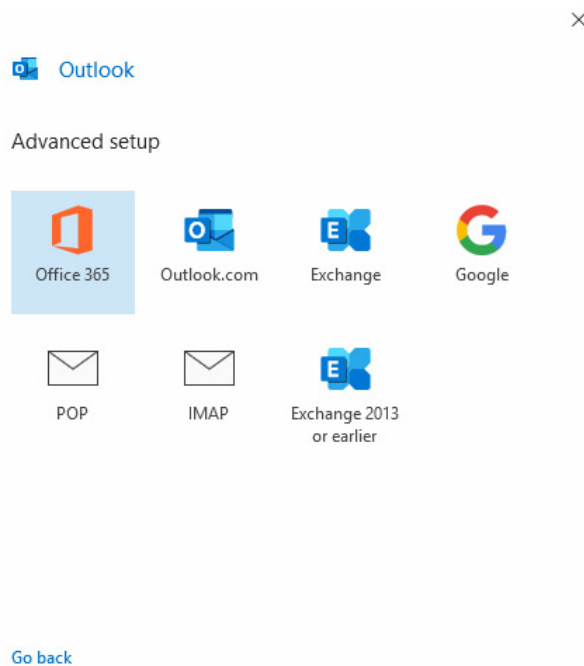 Outlook
Advanced setup
Office 365
Outlook.com
Exchange
Google
POP
IMAP
Exchange 2013
or earlier
Go back